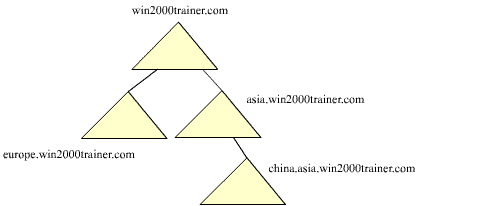 win2000trainer.com
asia.win2000trainer.com
europe.win2000trainer.com
china.asia.win2000trainer.com